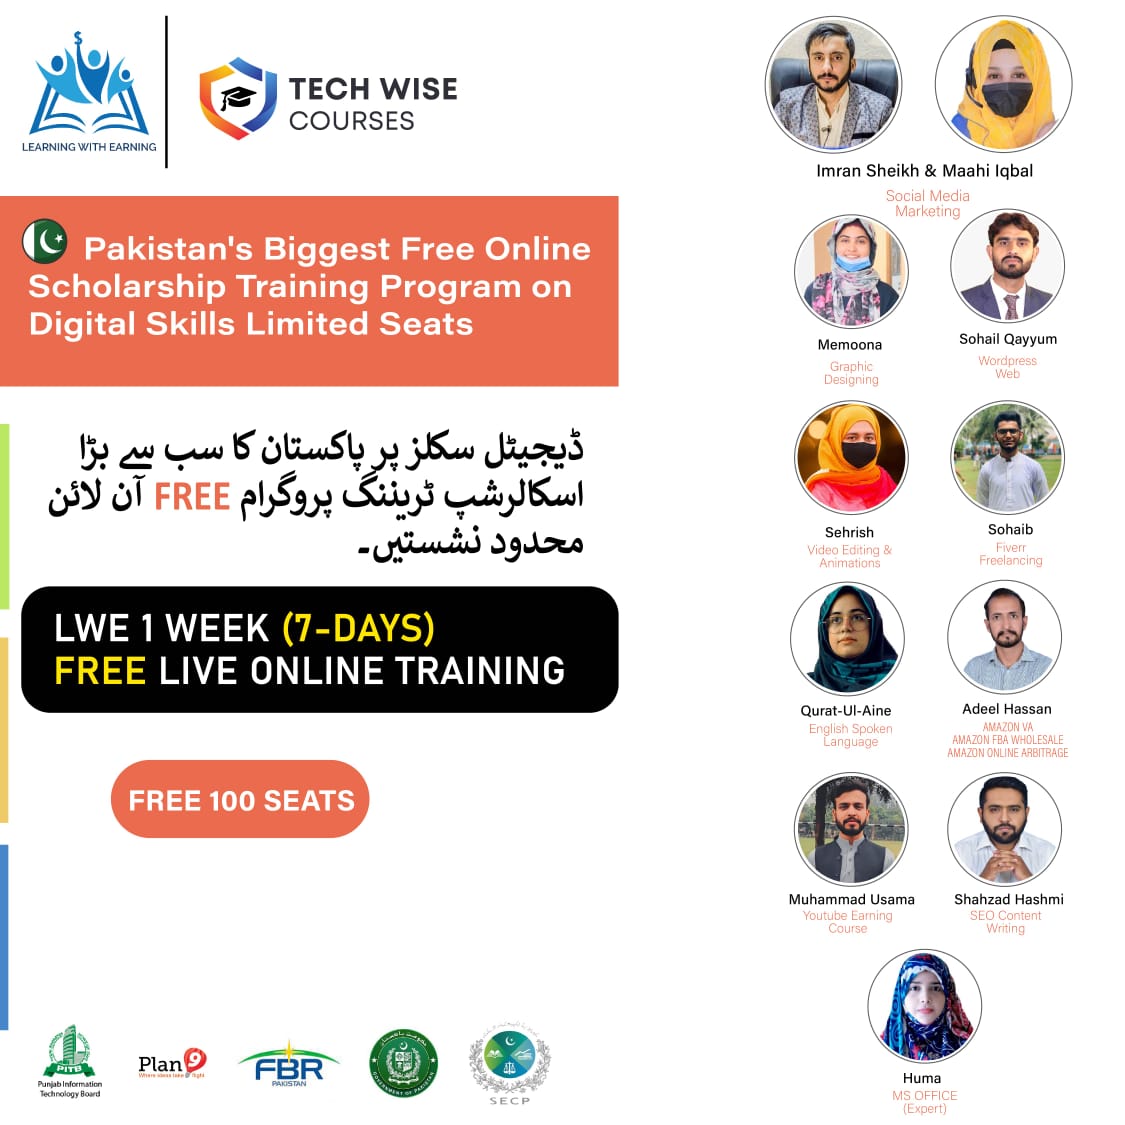 LEARNING WITH EARNING
TECH WISE
COURSES
Pakistan's Biggest Free Online
Scholarship Training Program on
Digital Skills Limited Seats
ڈیجیٹل سکلز پر پاکستان کا سب سے بڑا
اسکالرشپ ٹریننگ پروگرام FREE آن لائن
محدود نشستیں۔
LWE 1 WEEK (7-DAYS)
FREE LIVE ONLINE TRAINING
FREE 100 SEATS
PITB
Punjab Information
Technology Board
Plan9
Where ideas take flight
FBR
PAKISTAN
GOVERNMENT OF PAKISTAN
SECP
Imran Sheikh & Maahi Iqbal
Social Media
Marketing
Memoona
Graphic
Designing
Sohail Qayyum
Wordpress
Web
Sehrish
Video Editing &
Animations
Sohaib
Fiverr
Freelancing
Qurat-Ul-Aine
English Spoken
Language
Adeel Hassan
AMAZON VA
AMAZON FBA WHOLESALE
AMAZON ONLINE ARBITRAGE
Muhammad Usama
Youtube Earning
Course
Shahzad Hashmi
SEO Content
Writing
Huma
MS OFFICE
(Expert)